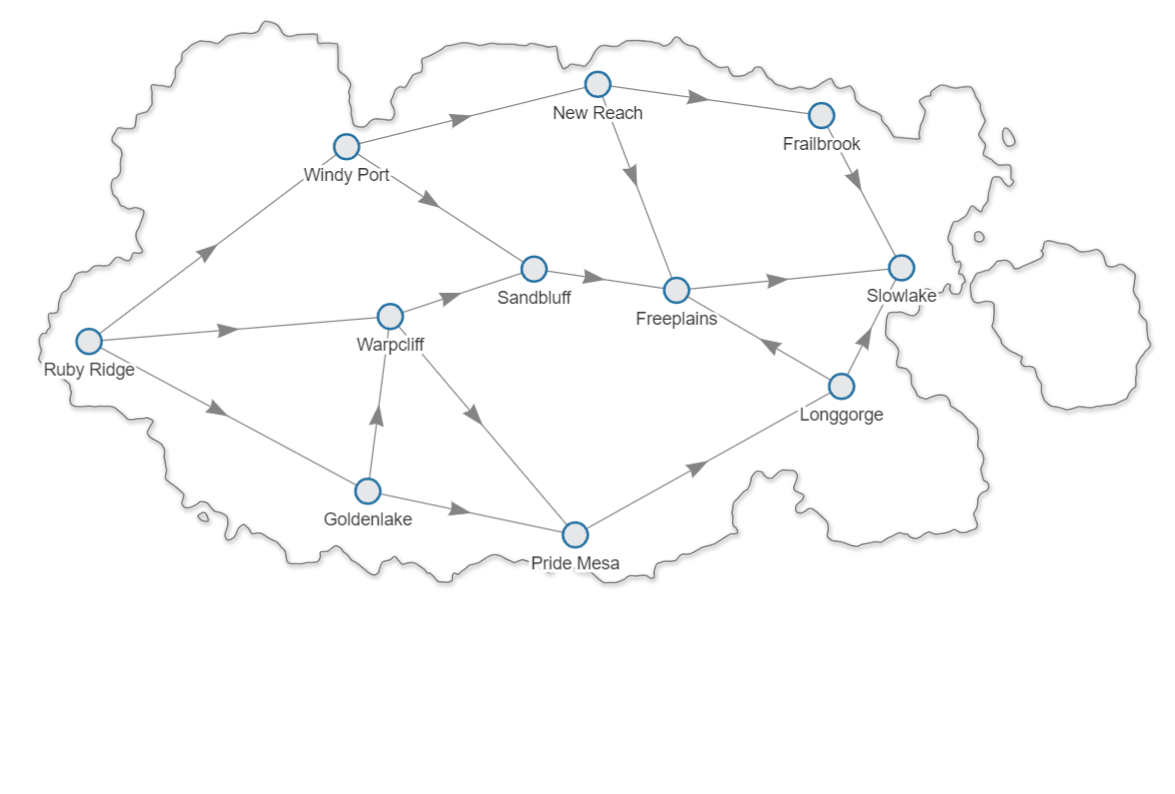 New Reach
Frailbrook
Windy Port
Sandbluff
Slowlake
Freeplains
Warpcliff
Ruby Ridge
Longgorge
Goldenlake
Pride Mesa